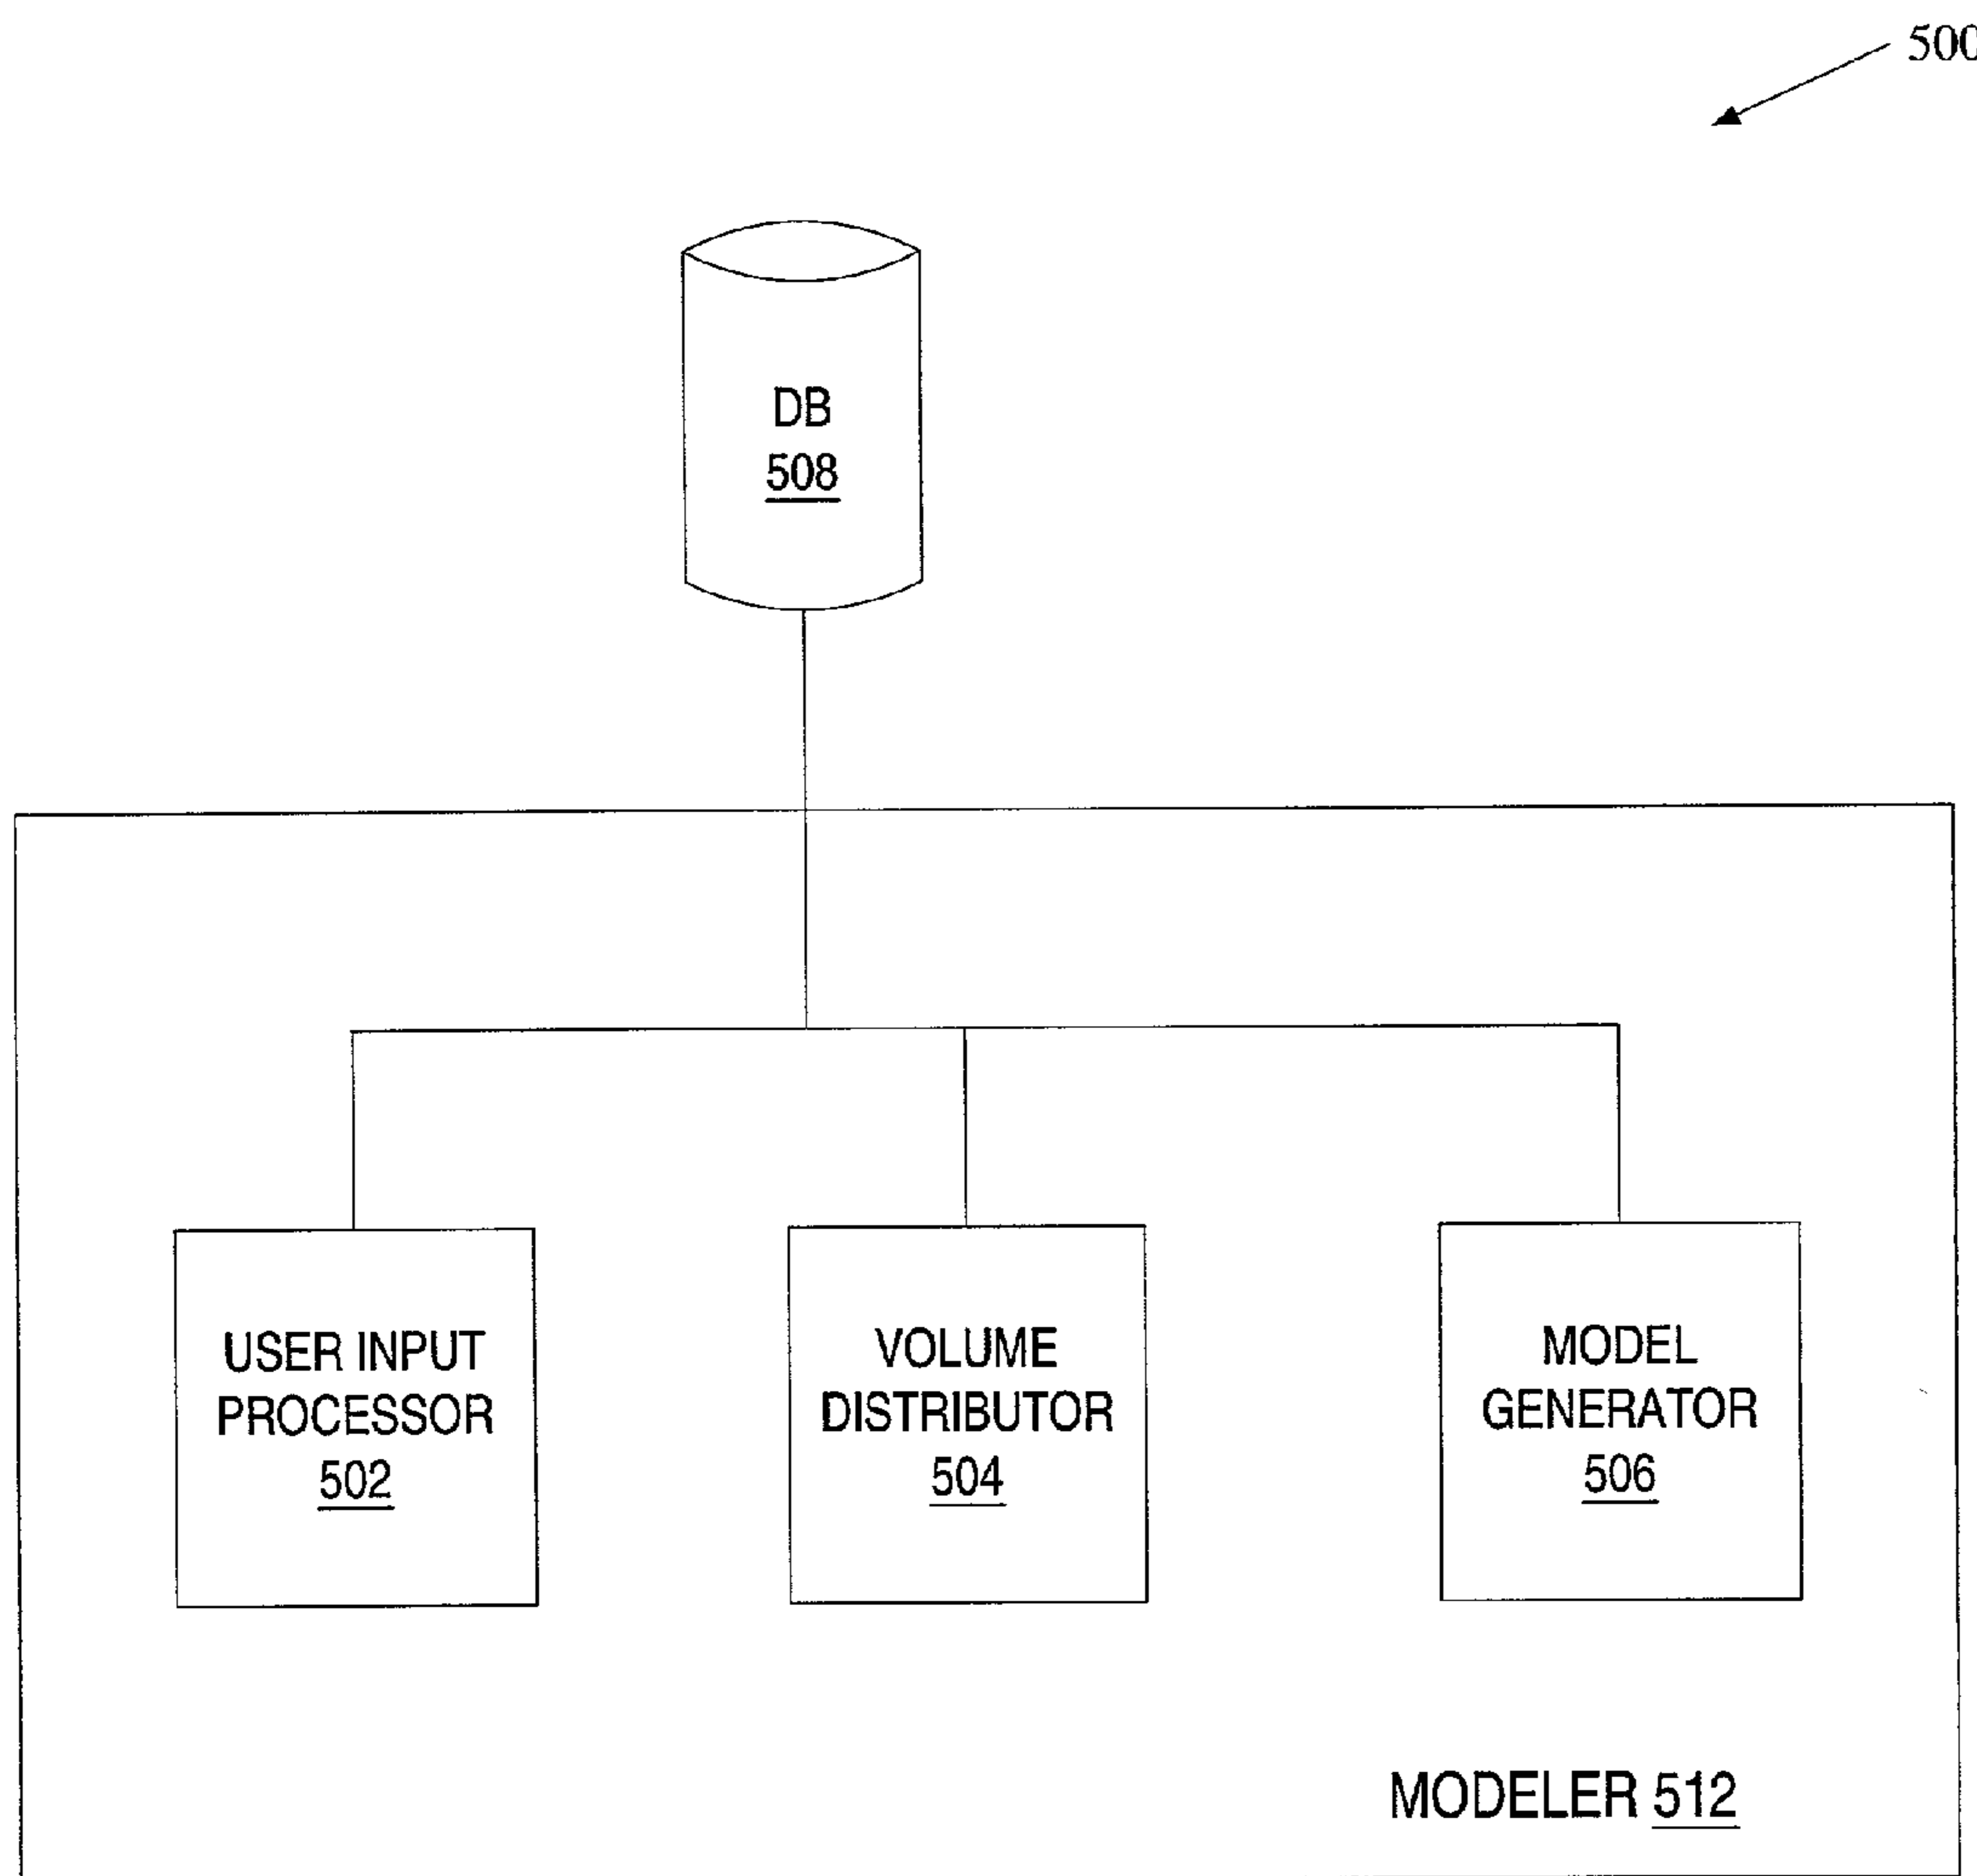 500
DB
508
USER INPUT
PROCESSOR
502
VOLUME
DISTRIBUTOR
504
MODEL
GENERATOR
506
MODELER 512